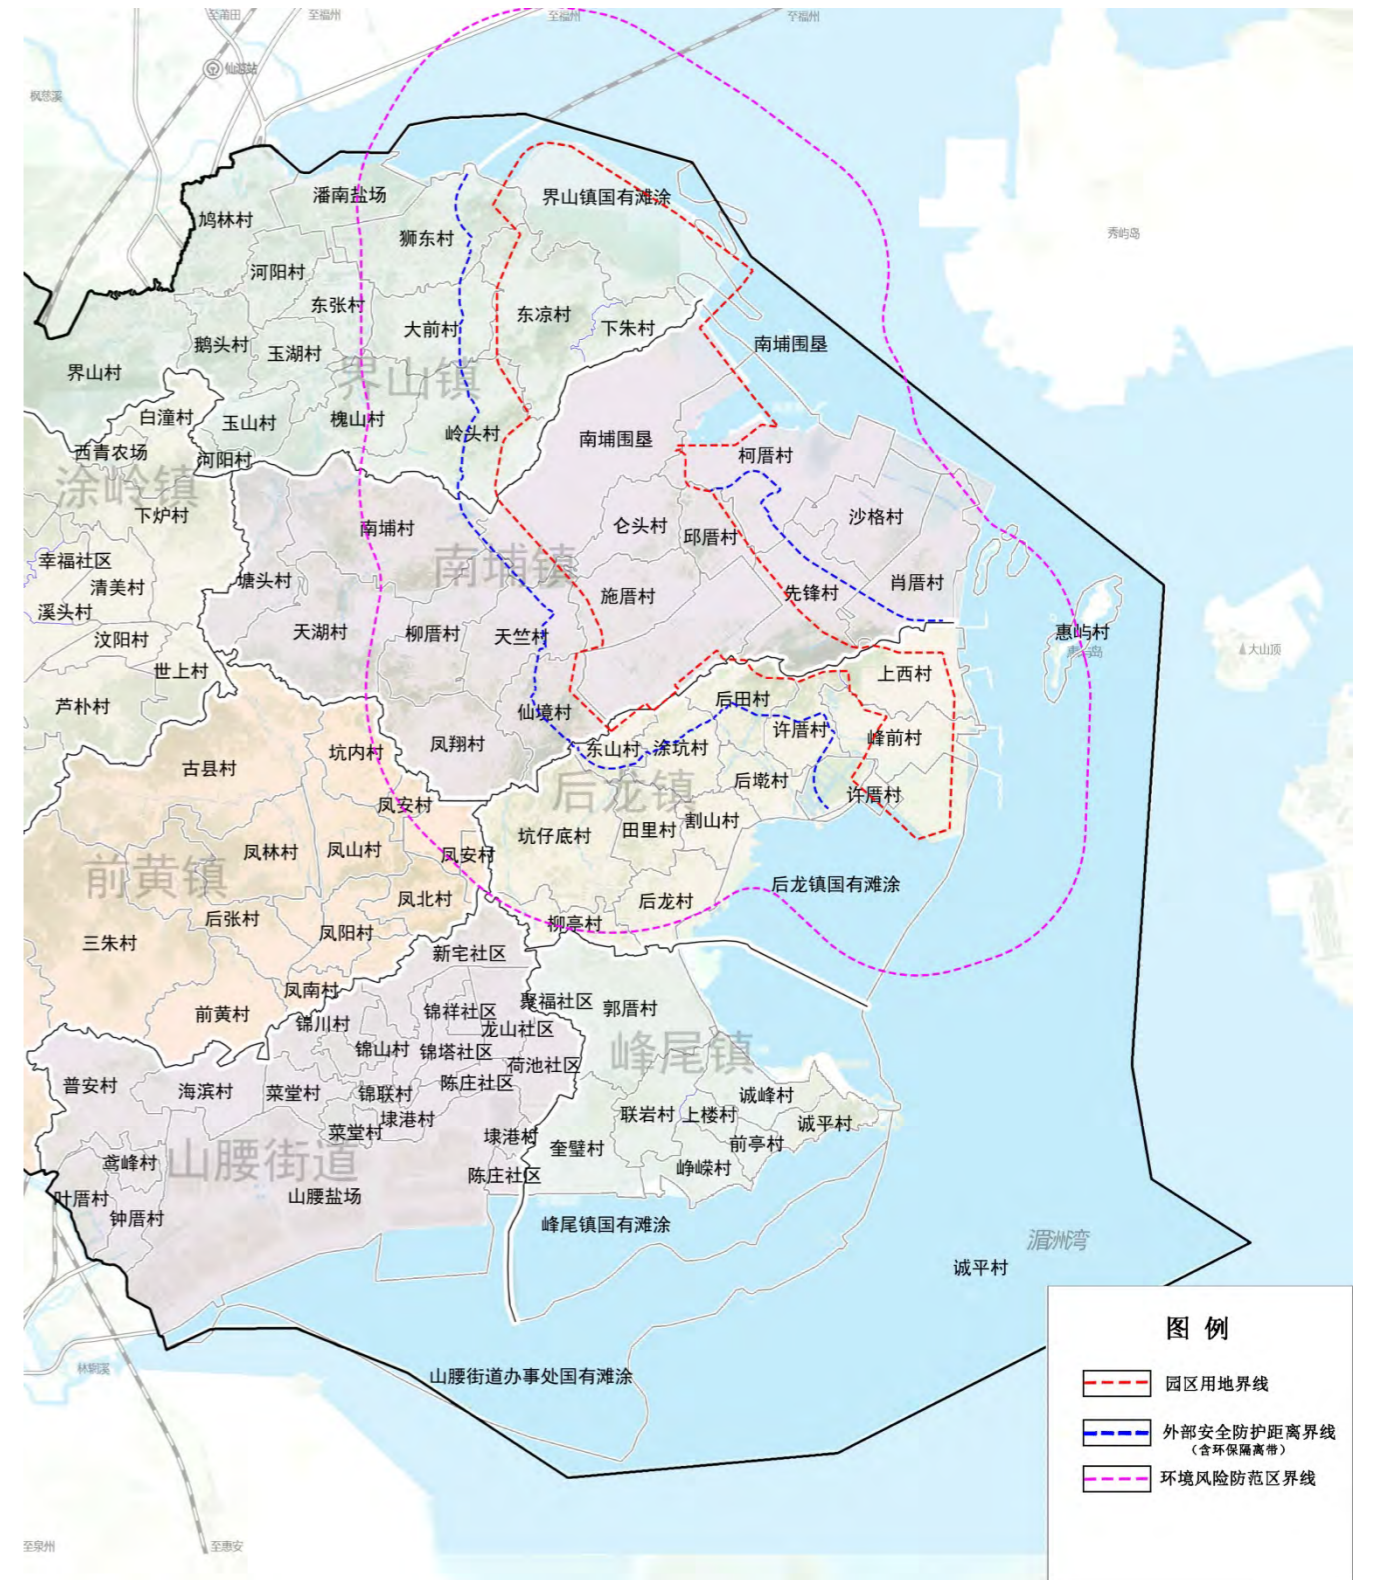 至莆田
至福州
至福州
至福州
仙游站
枫慈溪
潘南盐场
界山镇国有滩涂
鸠林村
狮东村
秀屿岛
河阳村
东张村
大前村
东凉村
下朱村
鹅头村
玉湖村
南埔围垦
界山村
界山镇
白潼村
玉山村
槐山村
岭头村
南埔围垦
西青农场
河阳村
柯厝村
涂岭镇
下炉村
南埔村
仑头村
邱厝村
沙格村
幸福社区
南埔镇
清美村
塘头村
施厝村
先锋村
肖厝村
溪头村
汶阳村
天湖村
柳厝村
天竺村
惠屿村
大山顶
世上村
上西村
芦朴村
仙境村
后田村
凤翔村
东山村
涂坑村
许厝村
峰前村
坑内村
古县村
后龙镇
后墘村
许厝村
凤安村
坑仔底村
田里村
割山村
凤林村
凤山村
凤安村
前黄镇
后龙镇国有滩涂
凤北村
后龙村
后张村
凤阳村
柳亭村
三朱村
新宅社区
凤南村
聚福社区
郭厝村
前黄村
锦川村
锦祥社区
龙山社区
锦山村
锦塔社区
峰尾镇
荷池社区
普安村
海滨村
菜堂村
锦联村
陈庄社区
诚峰村
埭港村
联岩村
上楼村
诚平村
菜堂村
埭港村
奎璧村
前亭村
鸢峰村
山腰街道
陈庄社区
峥嵘村
叶厝村
山腰盐场
钟厝村
峰尾镇国有滩涂
湄洲湾
诚平村
林辋溪
山腰街道办事处国有滩涂
至泉州
至惠安
图 例
园区用地界线
外部安全防护距离界线
（含环保隔离带）
环境风险防范区界线